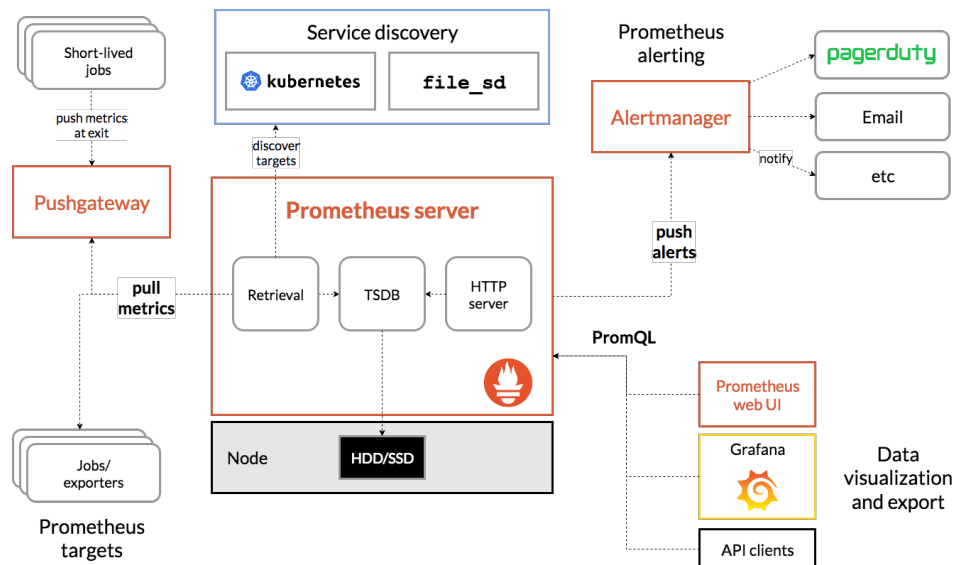 Short-lived
jobs
push metrics
at exit
Pushgateway
pull
metrics
Jobs/
exporters
Prometheus
targets
Service discovery
kubernetes
file_sd
discover
targets
Prometheus server
Retrieval
TSDB
HTTP
server
Node
HDD/SSD
Prometheus
alerting
Alertmanager
push
alerts
notify
pagerduty
Email
etc
PromQL
Prometheus
web UI
Grafana
API clients
Data
visualization
and export